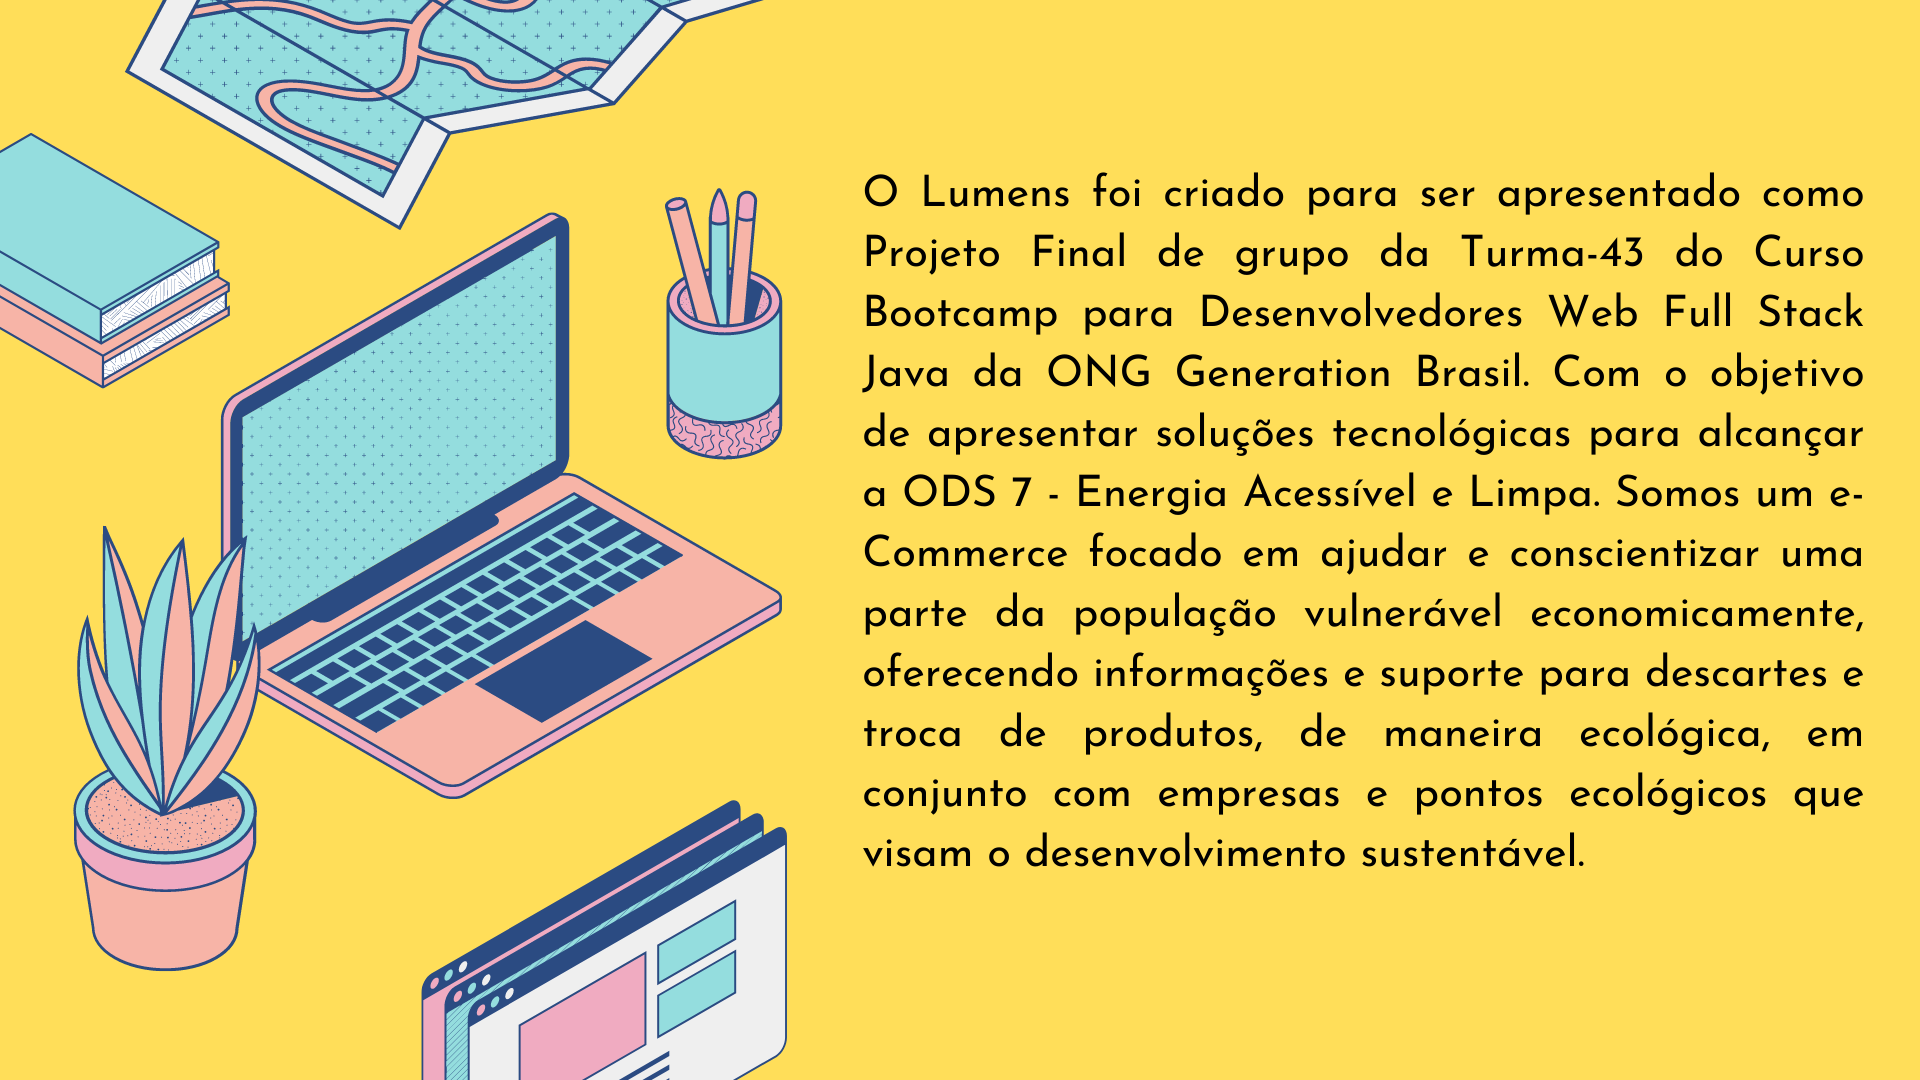 O Lumens foi criado para ser apresentado como
Projeto Final de grupo da Turma-43 do Curso
Bootcamp para Desenvolvedores Web Full Stack
Java da ONG Generation Brasil. Com o objetivo
de apresentar soluções tecnológicas para alcançar
a ODS 7 - Energia Acessível e Limpa. Somos um e-
Commerce focado em ajudar e conscientizar uma
parte da população vulnerável economicamente,
oferecendo informações e suporte para descartes e
troca de produtos, de maneira ecológica, em
conjunto com empresas e pontos ecológicos que
visam o desenvolvimento sustentável.